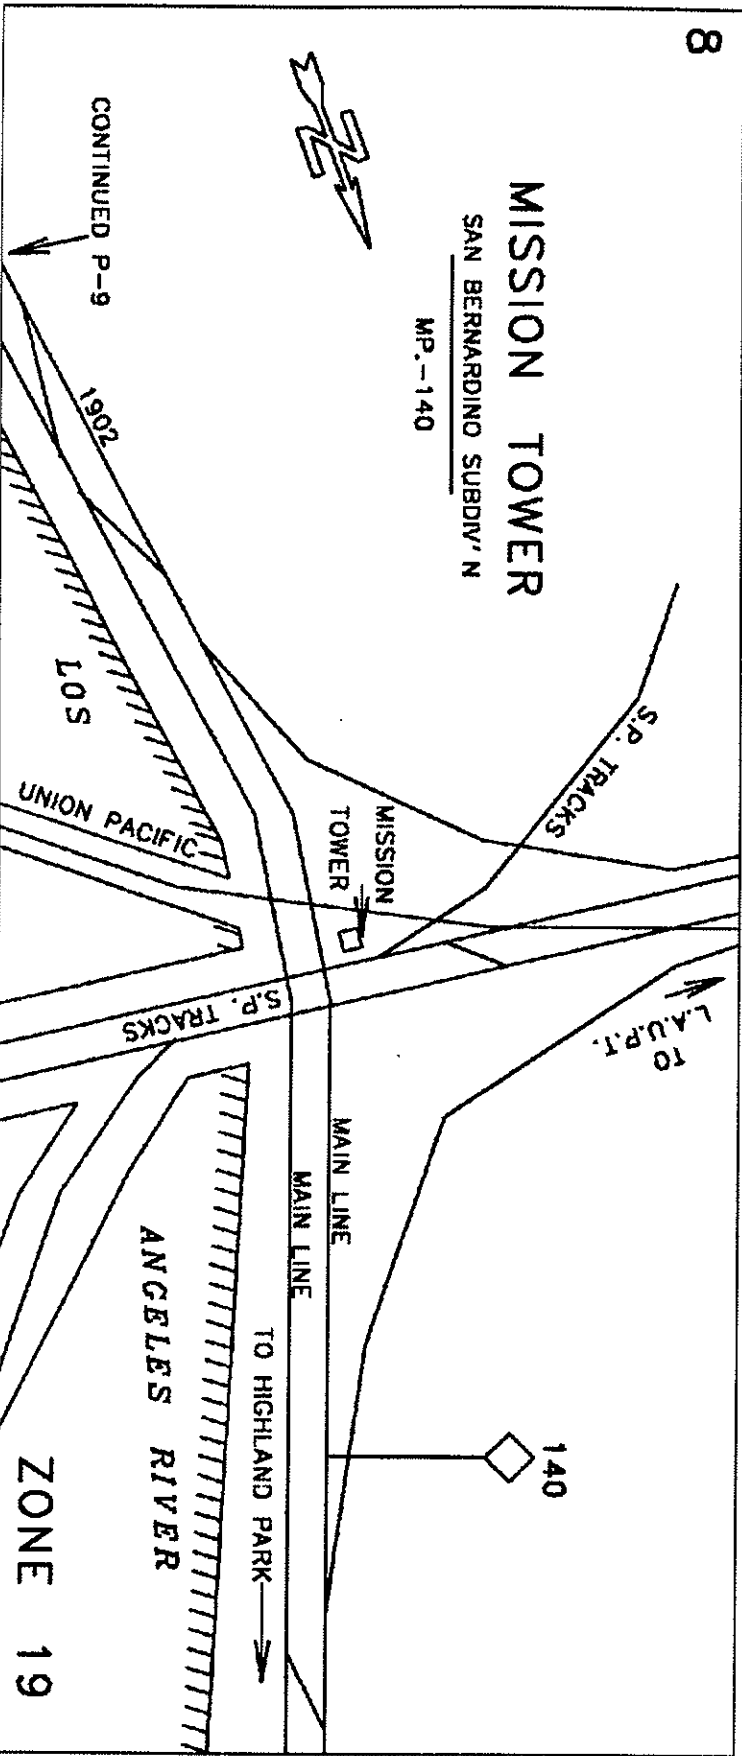 8
MISSION TOWER
SAN BERNARDINO SUBDIV'N
MP.-140
N
CONTINUED P-9
1902
S.P. TRACKS
MISSION
TOWER
TO
L.A.U.P.T.
LOS
UNION PACIFIC
S.P. TRACKS
MAIN LINE
MAIN LINE
140
TO HIGHLAND PARK
ANGELES RIVER
ZONE 19